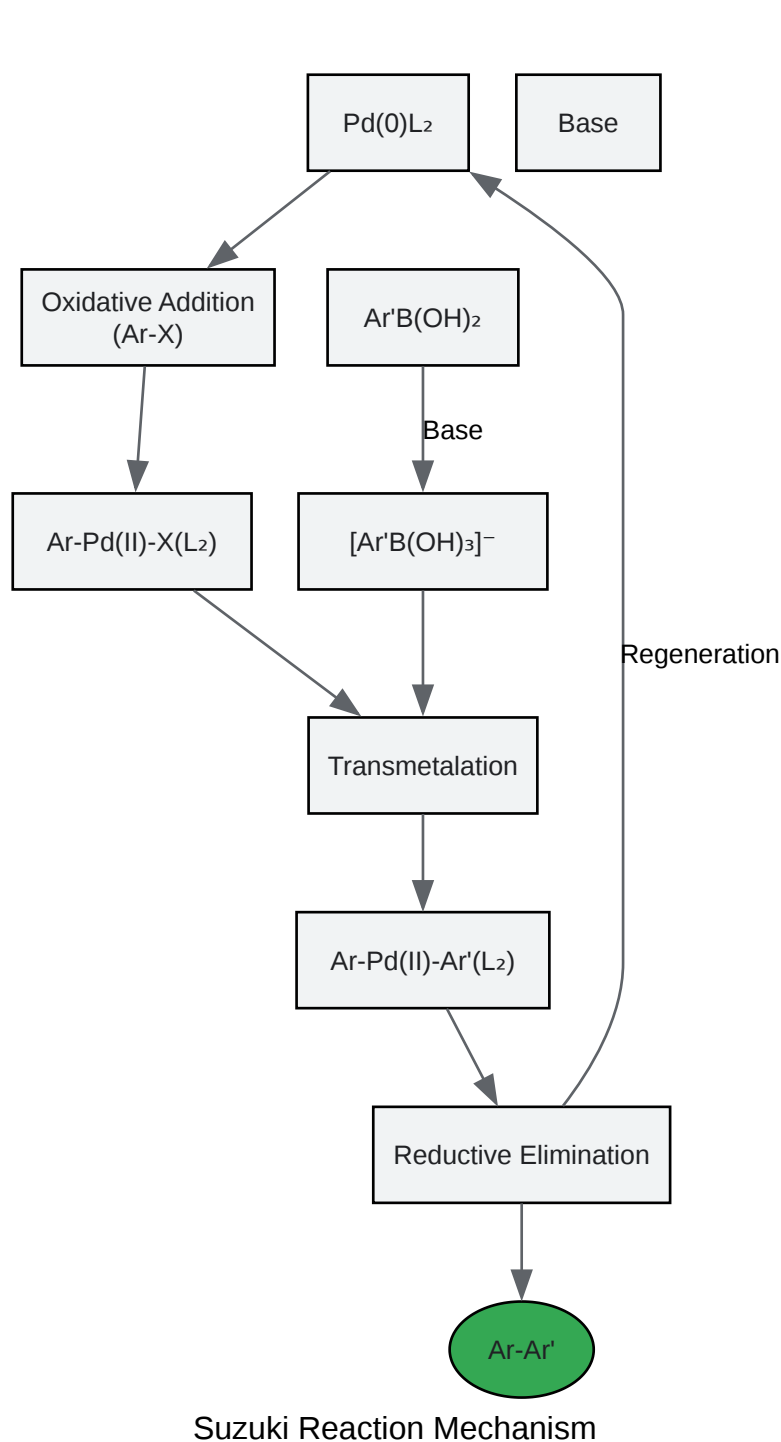 Pd(0)L₂
Base
Oxidative Addition
(Ar-X)
Ar'B(OH)₂
Base
Ar-Pd(II)-X(L₂)
[Ar'B(OH)₃]⁻
Regeneration
Transmetalation
Ar-Pd(II)-Ar'(L₂)
Reductive Elimination
Ar-Ar'
Suzuki Reaction Mechanism